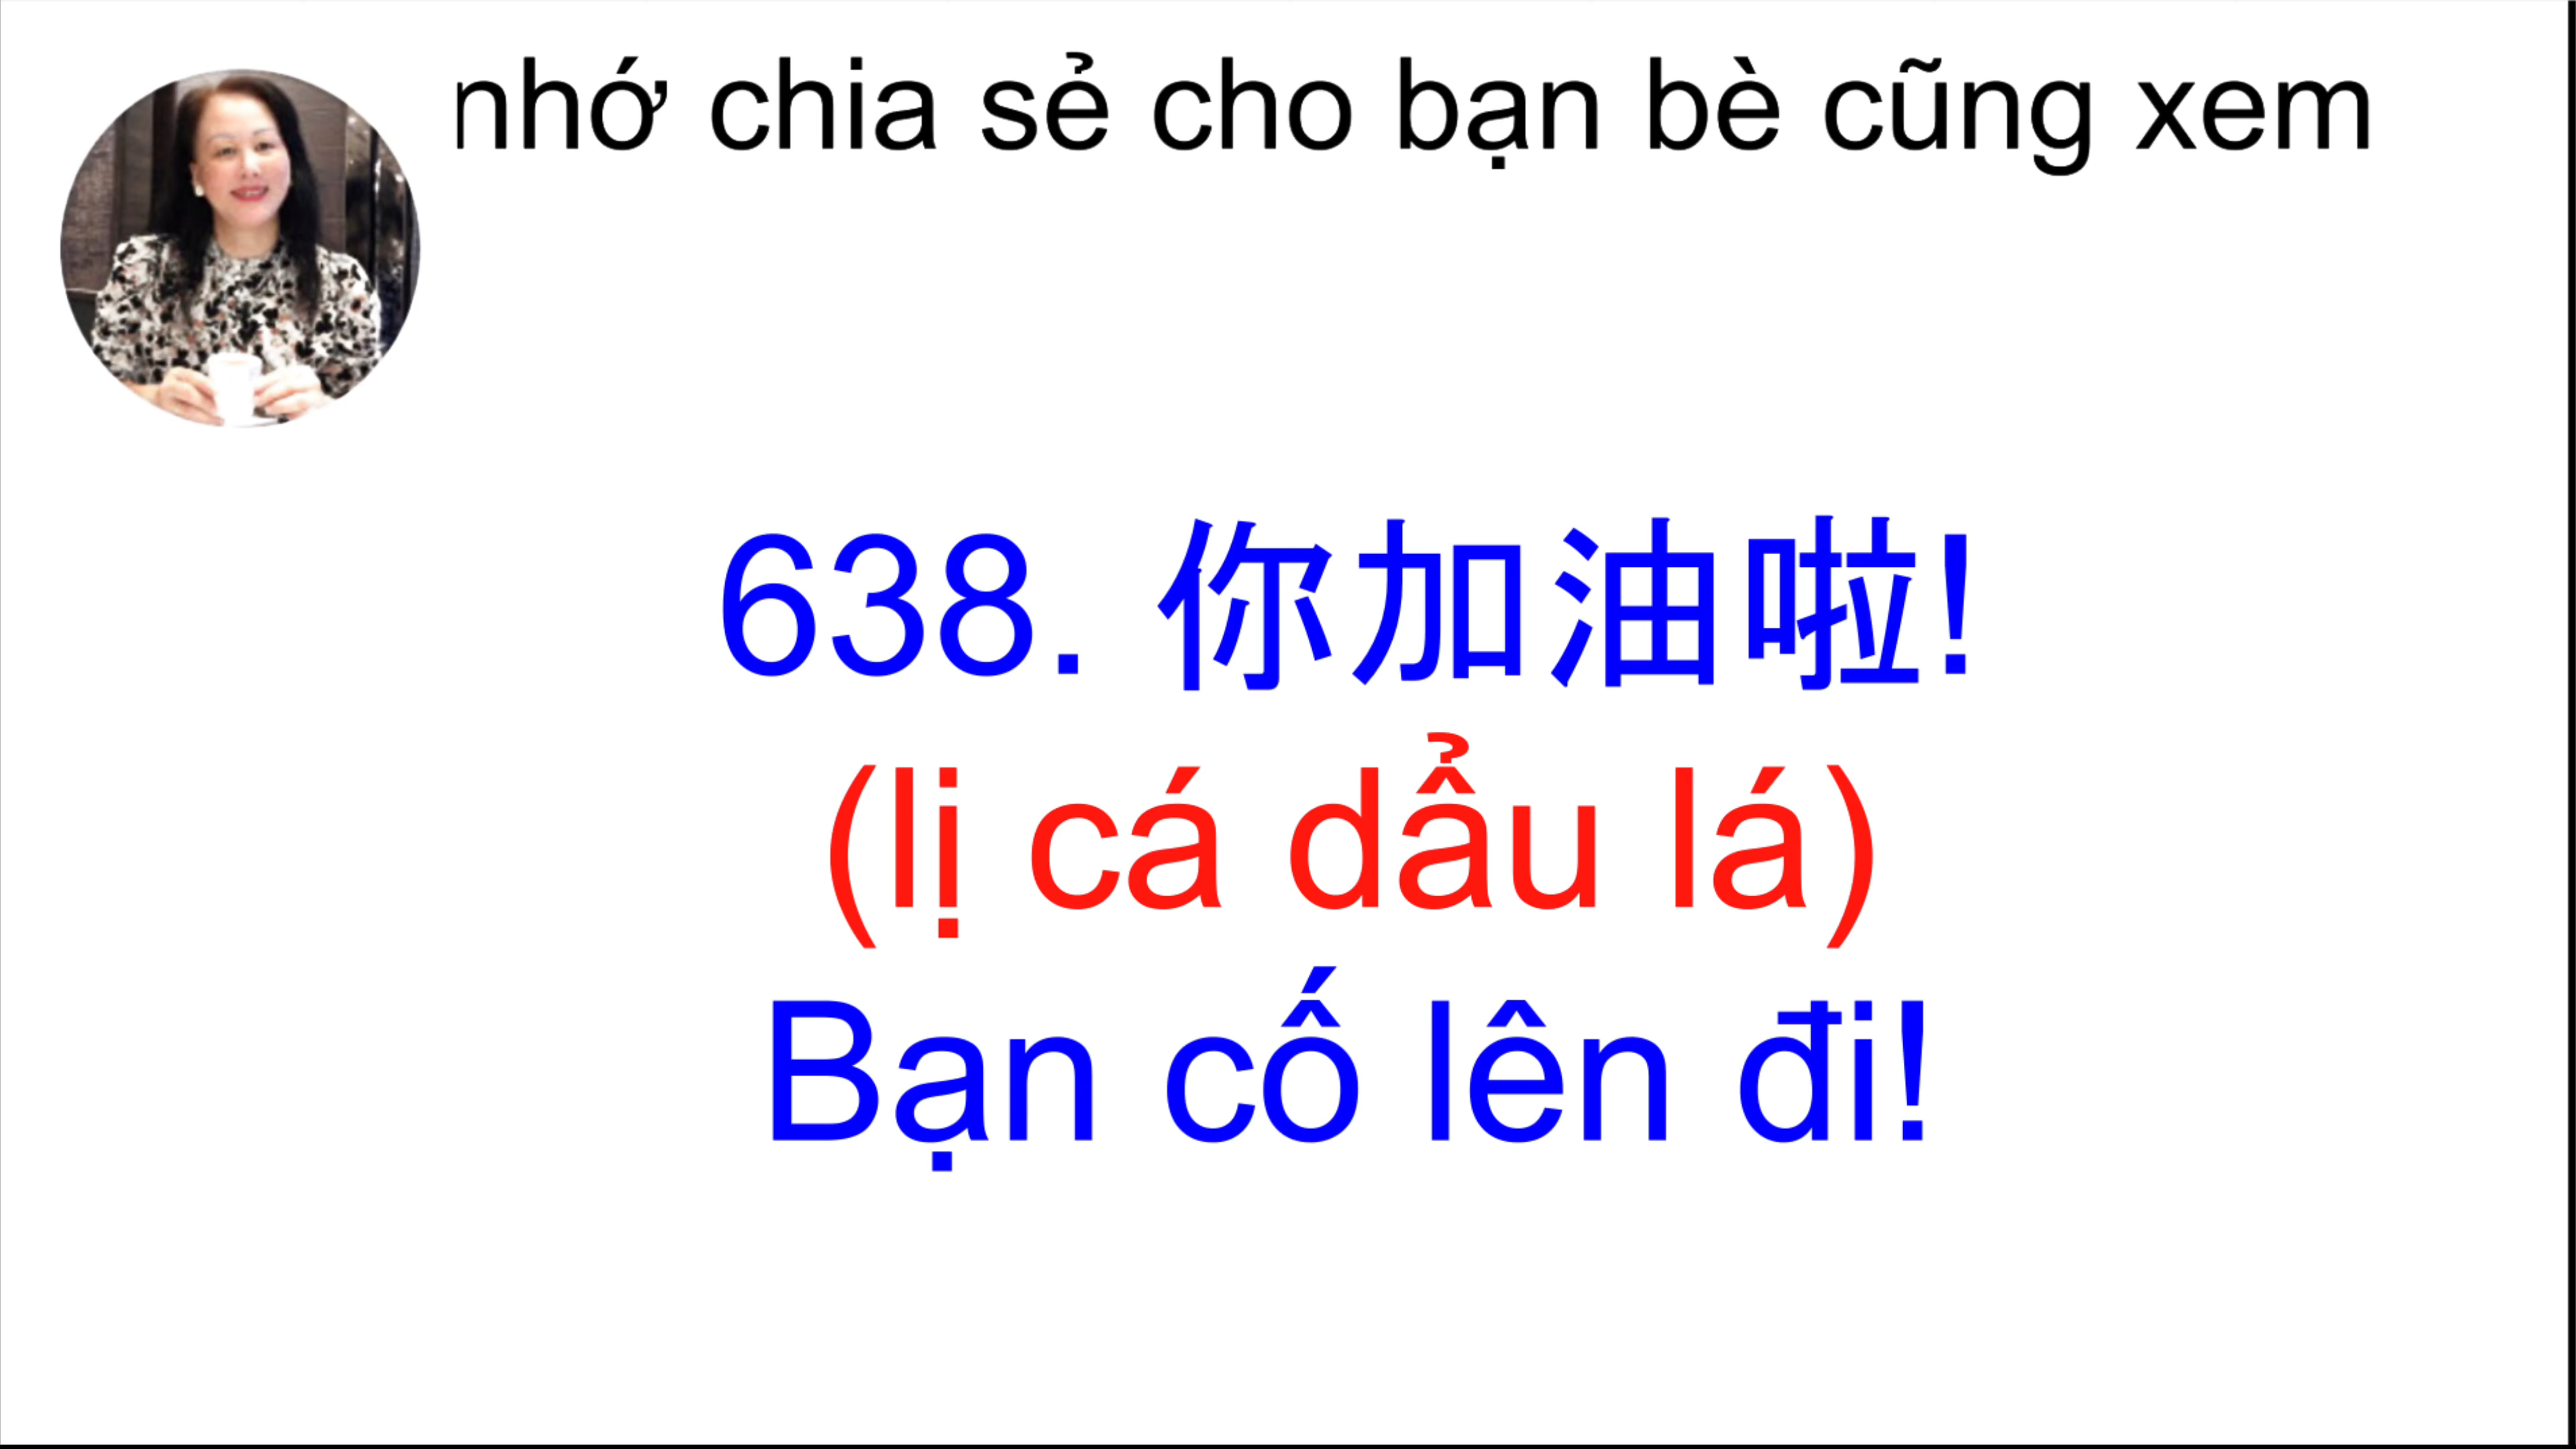 nhớ chia sẻ cho bạn bè cũng xem
638. 你加油啦!
(lị cá dẩu lá)
Bạn cố lên đi!